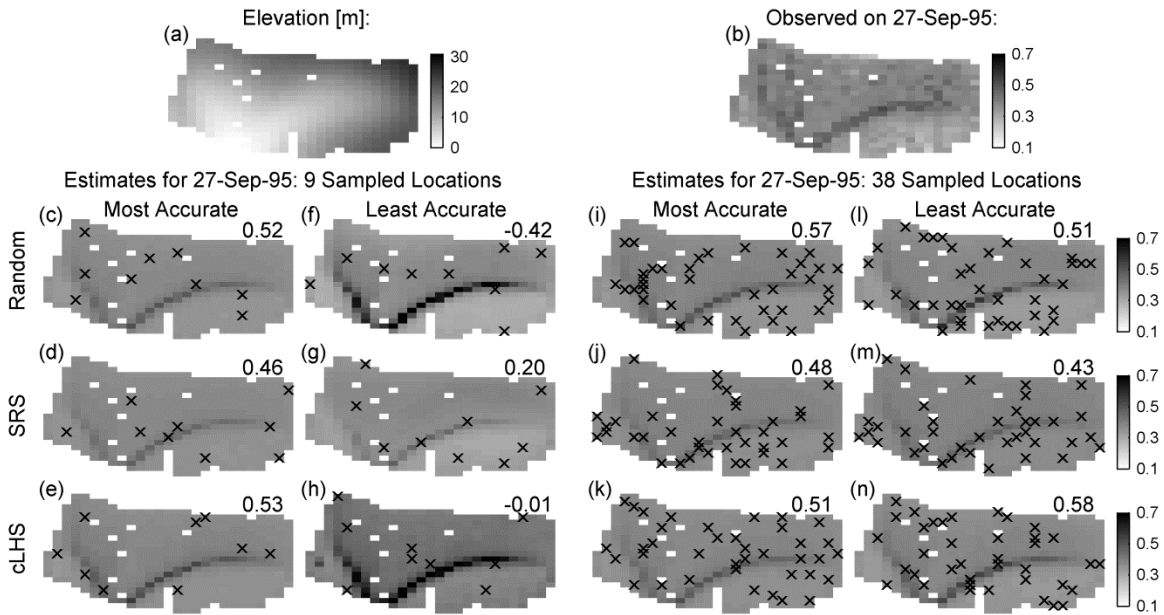 Elevation [m]:
Observed on 27-Sep-95:
(a)
30
20
10
0
(b)
0.7
0.5
0.3
0.1
Estimates for 27-Sep-95: 9 Sampled Locations
Estimates for 27-Sep-95: 38 Sampled Locations
Most Accurate
Least Accurate
Most Accurate
Least Accurate
Random
(c)
0.52
(f)
-0.42
(i)
0.57
(l)
0.51
0.7
0.5
0.3
0.1
SRS
(d)
0.46
(g)
0.20
(j)
0.48
(m)
0.43
0.7
0.5
0.3
0.1
cLHS
(e)
0.53
(h)
-0.01
(k)
0.51
(n)
0.58
0.7
0.5
0.3
0.1